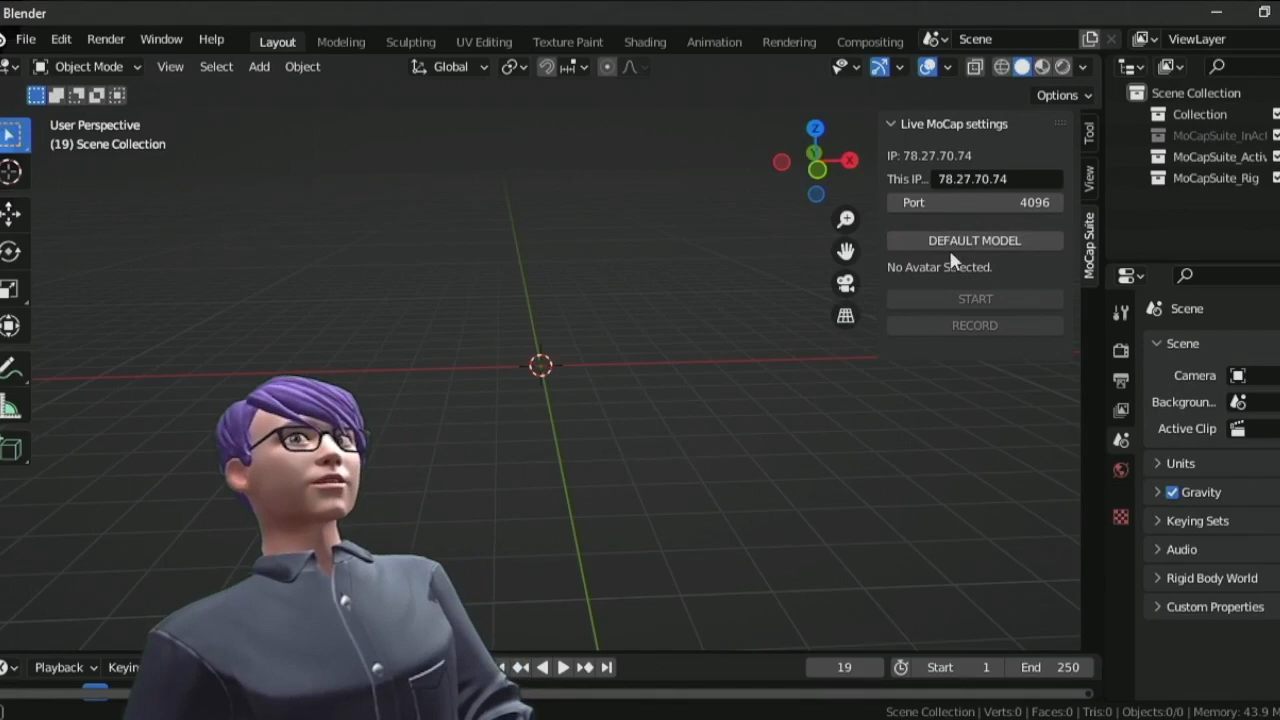 Blender
File Edit Render Window Help Layout Modeling Sculpting UV Editing Texture Paint Shading Animation Rendering Compositing Scene ViewLayer
Object Mode View Select Add Object Global
Options
User Perspective
(19) Scene Collection
Z
Y
X
Live MoCap settings
IP: 78.27.70.74
This IP... 78.27.70.74
Port 4096
DEFAULT MODEL
No Avatar Selected.
START
RECORD
Tool
View
MoCap Suite
Scene Collection
Collection
MoCapSuite_InAc
MoCapSuite_Activ
MoCapSuite_Rig
Scene
Scene
Camera
Backgroun...
Active Clip
Units
Gravity
Keying Sets
Audio
Rigid Body World
Custom Properties
Playback Keyin 19 Start 1 End 250
Scene Collection | Verts:0 | Faces:0 | Tris:0 | Objects:0/0 | Memory: 43.9 M